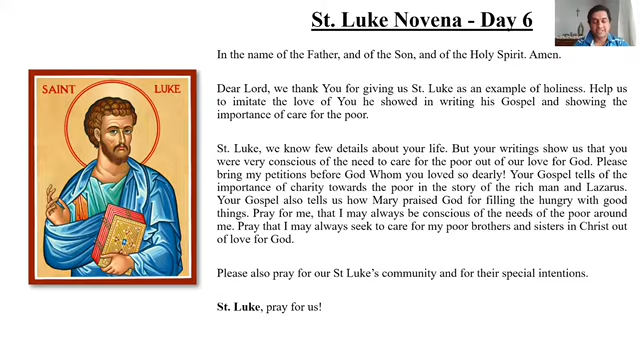 St. Luke Novena - Day 6
In the name of the Father, and of the Son, and of the Holy Spirit. Amen.
Dear Lord, we thank You for giving us St. Luke as an example of holiness. Help us
to imitate the love of You he showed in writing his Gospel and showing the
importance of care for the poor.
SAINT LUKE
St. Luke, we know few details about your life. But your writings show us that you
were very conscious of the need to care for the poor out of our love for God. Please
bring my petitions before God Whom you loved so dearly! Your Gospel tells of the
importance of charity towards the poor in the story of the rich man and Lazarus.
Your Gospel also tells us how Mary praised God for filling the hungry with good
things. Pray for me, that I may always be conscious of the needs of the poor around
me. Pray that I may always seek to care for my poor brothers and sisters in Christ out
of love for God.
Please also pray for our St Luke's community and for their special intentions.
St. Luke, pray for us!